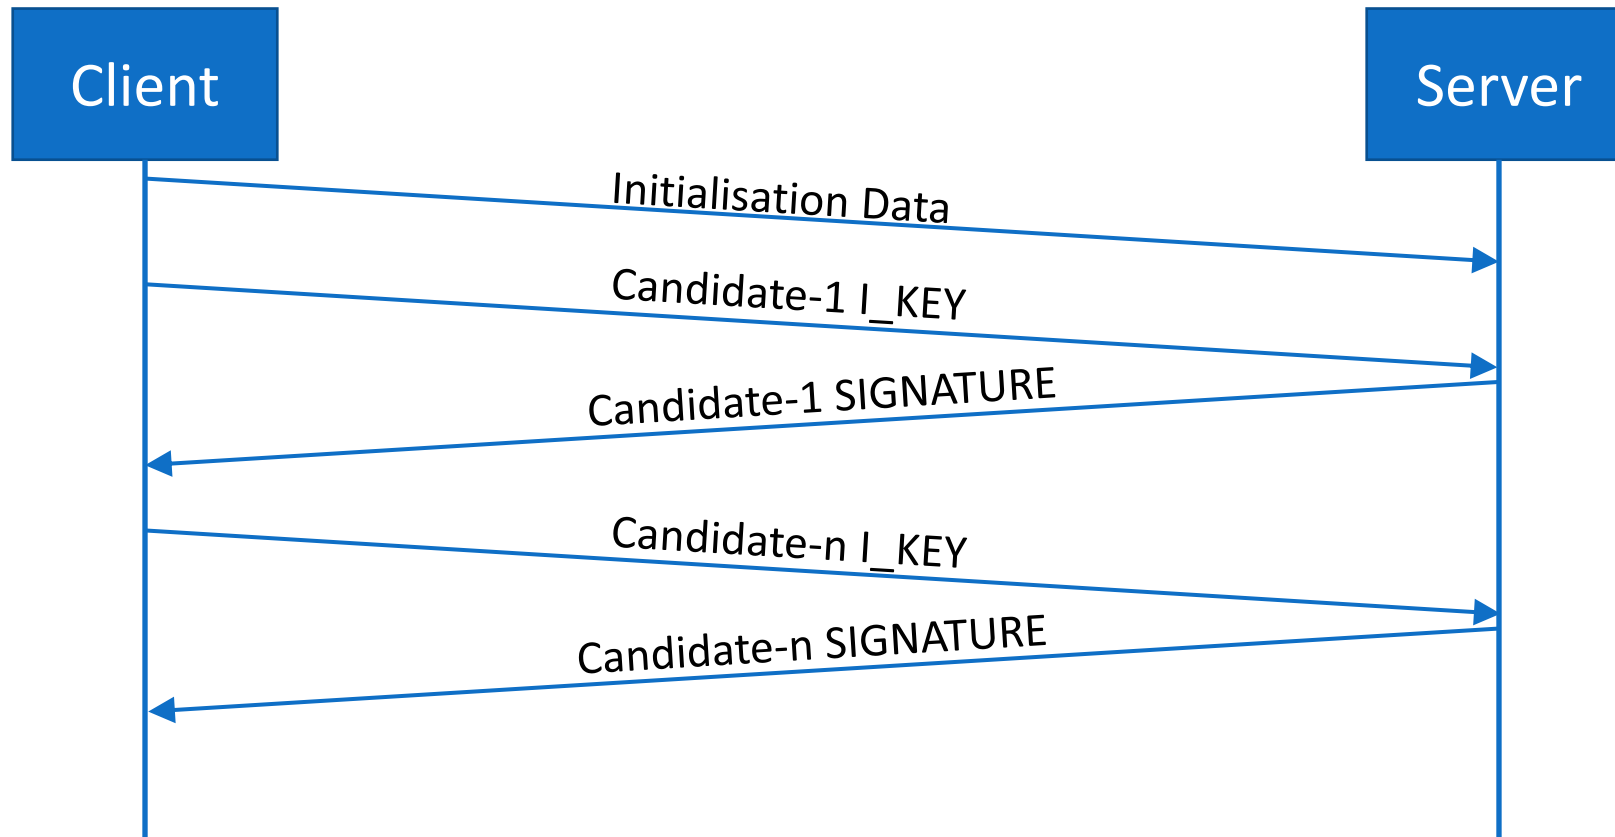 Client
Server
Initialisation Data
Candidate-1 I_KEY
Candidate-1 SIGNATURE
Candidate-n I_KEY
Candidate-n SIGNATURE